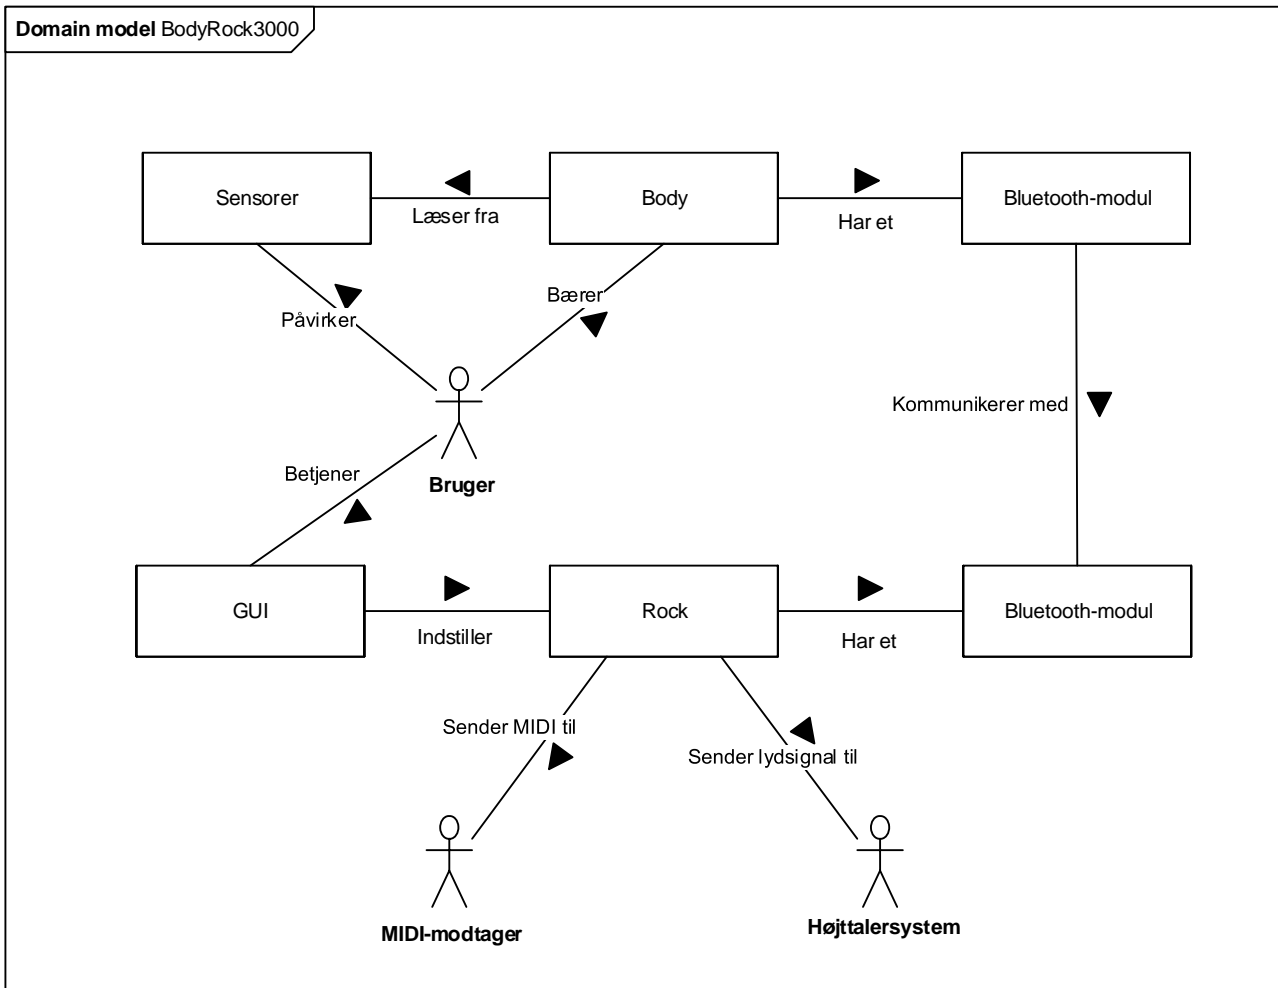 Domain model BodyRock3000
Sensorer
Læser fra
Body
Har et
Bluetooth-modul
Påvirker
Bærer
Kommunikerer med
Betjener
Bruger
GUI
Indstiller
Rock
Har et
Bluetooth-modul
Sender MIDI til
Sender lydsignal til
MIDI-modtager
Højttalersystem